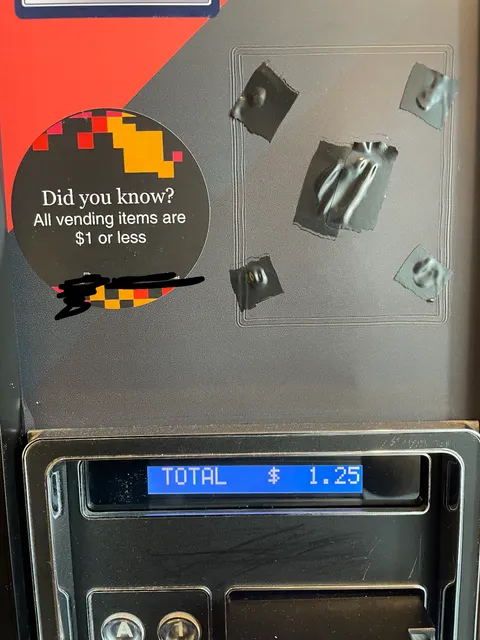 Did you know?
All vending items are
$1 or less
TOTAL $ 1.25
A